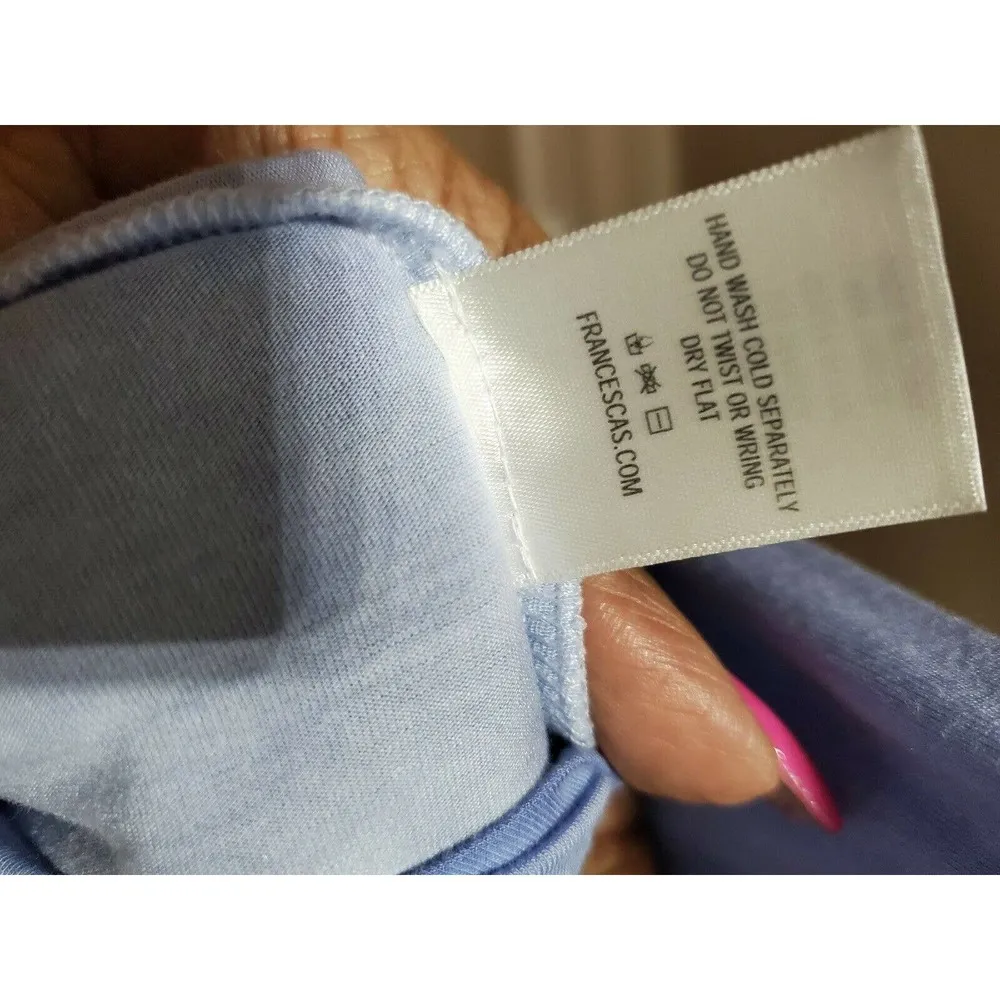 HAND WASH COLD SEPARATELY
DO NOT TWIST OR WRING
DRY FLAT
FRANCESCAS.COM